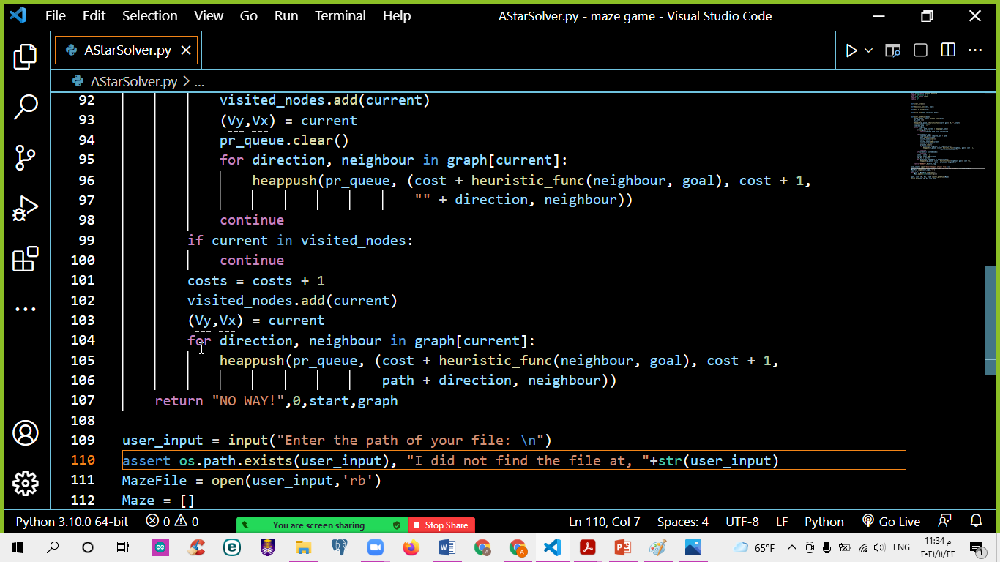 File Edit Selection View Go Run Terminal Help AStarSolver.py - maze game - Visual Studio Code
AStarSolver.py
AStarSolver.py > ...
92 visited_nodes.add(current)
93 (Vy,Vx) = current
94 pr_queue.clear()
95 for direction, neighbour in graph[current]:
96 heappush(pr_queue, (cost + heuristic_func(neighbour, goal), cost + 1,
97 "" + direction, neighbour))
98 continue
99 if current in visited_nodes:
100 continue
101 costs = costs + 1
102 visited_nodes.add(current)
103 (Vy,Vx) = current
104 for direction, neighbour in graph[current]:
105 heappush(pr_queue, (cost + heuristic_func(neighbour, goal), cost + 1,
106 path + direction, neighbour))
107 return "NO WAY!",0,start,graph
108
109 user_input = input("Enter the path of your file: \n")
110 assert os.path.exists(user_input), "I did not find the file at, "+str(user_input)
111 MazeFile = open(user_input,'rb')
112 Maze = []
Python 3.10.0 64-bit 0 0 You are screen sharing Stop Share Ln 110, Col 7 Spaces: 4 UTF-8 LF Python Go Live
65°F ENG 11:34 م
٢٠٢١/١١/٢٢
1